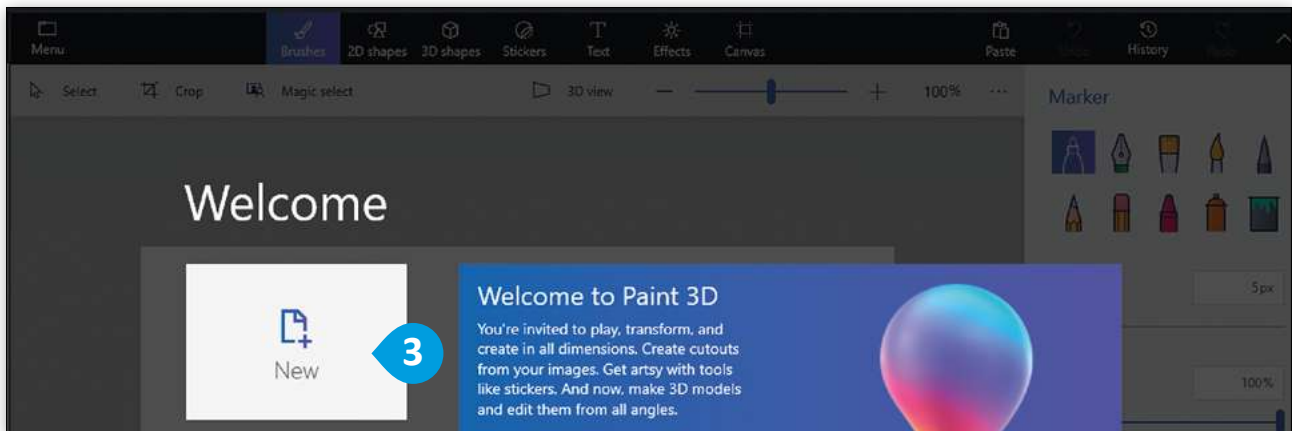 Menu
Brushes
2D shapes
3D shapes
Stickers
Text
Effects
Canvas
Paste
Undo
History
Redo
Select
Crop
Magic select
3D view
100%
...
Marker
Welcome
5px
100%
New
3
Welcome to Paint 3D
You're invited to play, transform, and
create in all dimensions. Create cutouts
from your images. Get artsy with tools
like stickers. And now, make 3D models
and edit them from all angles.